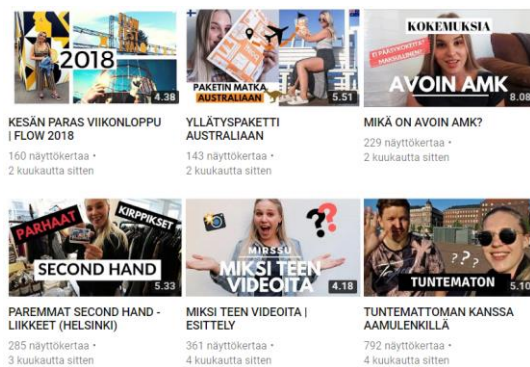 2018
4.38
KESÄN PARAS VIIKONLOPPU
| FLOW 2018
160 näyttökertaa •
2 kuukautta sitten
PAKETIN MATKA
AUSTRALIAAN
5.51
YLLÄTYSPAKETTI
AUSTRALIAAN
143 näyttökertaa •
2 kuukautta sitten
KOKEMUKSIA
EI PÄÄSYKOKEITA?
MAKSULLINEN?
AVOIN AMK
8.08
MIKÄ ON AVOIN AMK?
229 näyttökertaa •
2 kuukautta sitten
PARHAAT
KIRPPIKSET
SECOND HAND
5.33
PAREMMAT SECOND HAND -
LIIKKEET (HELSINKI)
285 näyttökertaa •
3 kuukautta sitten
??
MIRSSU
MIKSI TEEN
VIDEOITA
4.18
MIKSI TEEN VIDEOITA |
ESITTELY
361 näyttökertaa •
4 kuukautta sitten
???
TUNTEMATON
5.10
TUNTEMATTOMAN KANSSA
AAMULENKILLÄ
792 näyttökertaa •
4 kuukautta sitten